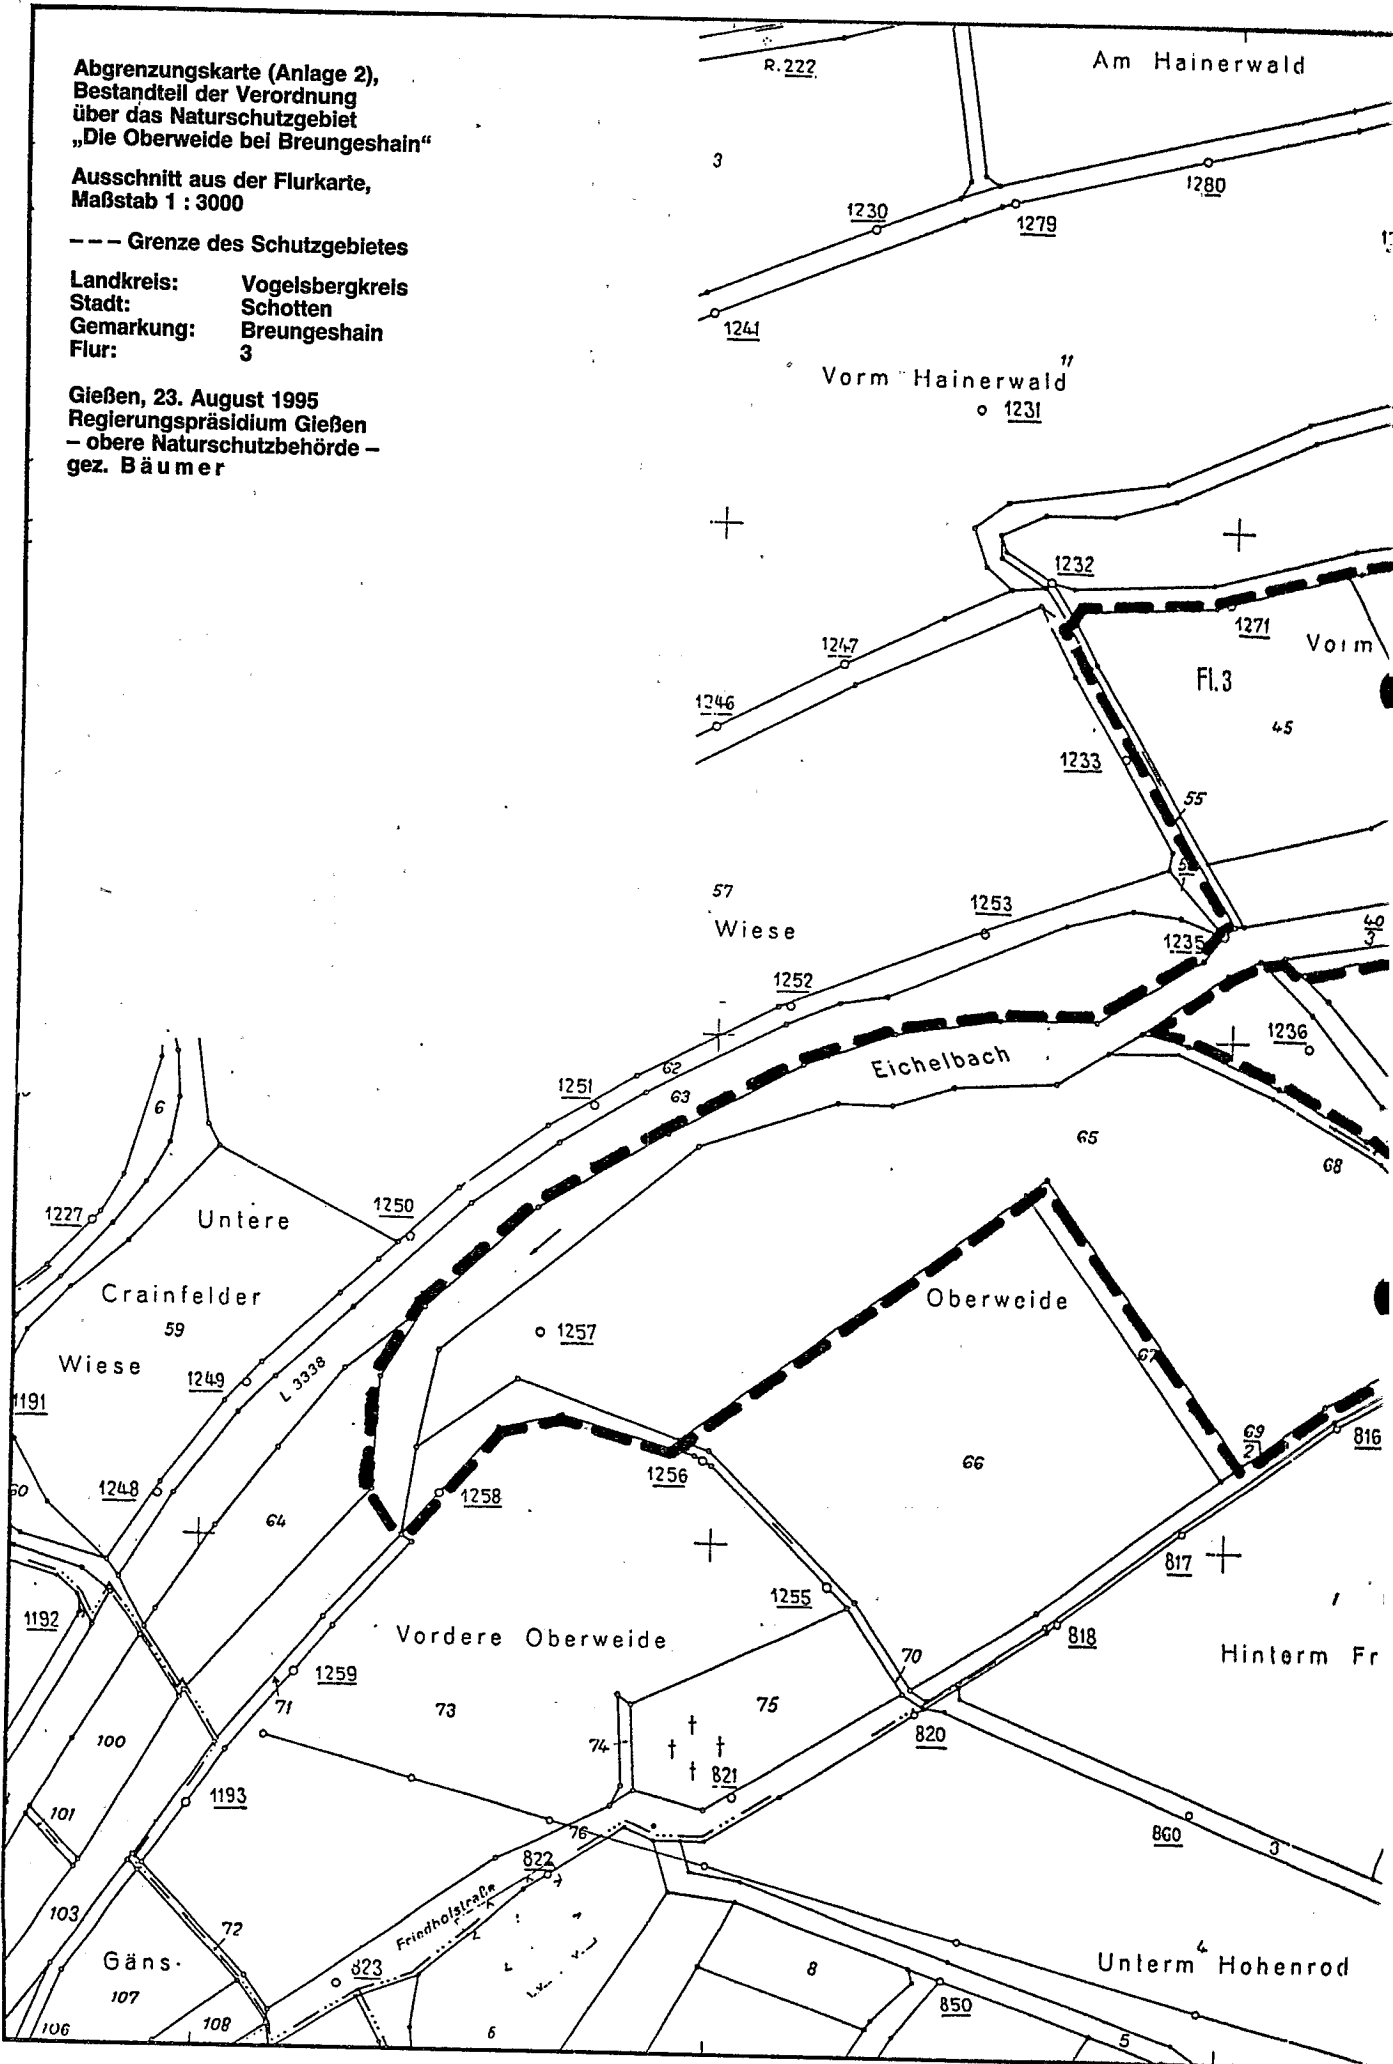 Abgrenzungskarte (Anlage 2),
Bestandteil der Verordnung
über das Naturschutzgebiet
„Die Oberweide bei Breungeshain“
Ausschnitt aus der Flurkarte,
Maßstab 1 : 3000
--- Grenze des Schutzgebietes
Landkreis: Vogelsbergkreis
Stadt: Schotten
Gemarkung: Breungeshain
Flur: 3
Gießen, 23. August 1995
Regierungspräsidium Gießen
– obere Naturschutzbehörde –
gez. Bäumer
R.222
Am Hainerwald
3
1280
1230
1279
1241
11
Vorm Hainerwald
1231
1232
1271
1247
Vorm
Fl.3
1246
45
1233
55
57
1253
Wiese
1235
40
3
1252
1236
Eichelbach
62
1251
63
6
65
68
1227
Untere
1250
Crainfelder
Oberweide
59
1257
Wiese
67
1249
L 3338
1191
69
2
816
66
1256
60
1248
1258
64
817
1255
1192
Vordere Oberweide
818
70
Hinterm Fr
1259
71
73
75
100
74
820
821
1193
101
76
860
3
822
103
Friedhofstraße
72
4
Gäns.
823
8
Unterm Hohenrod
107
850
106
108
6
5